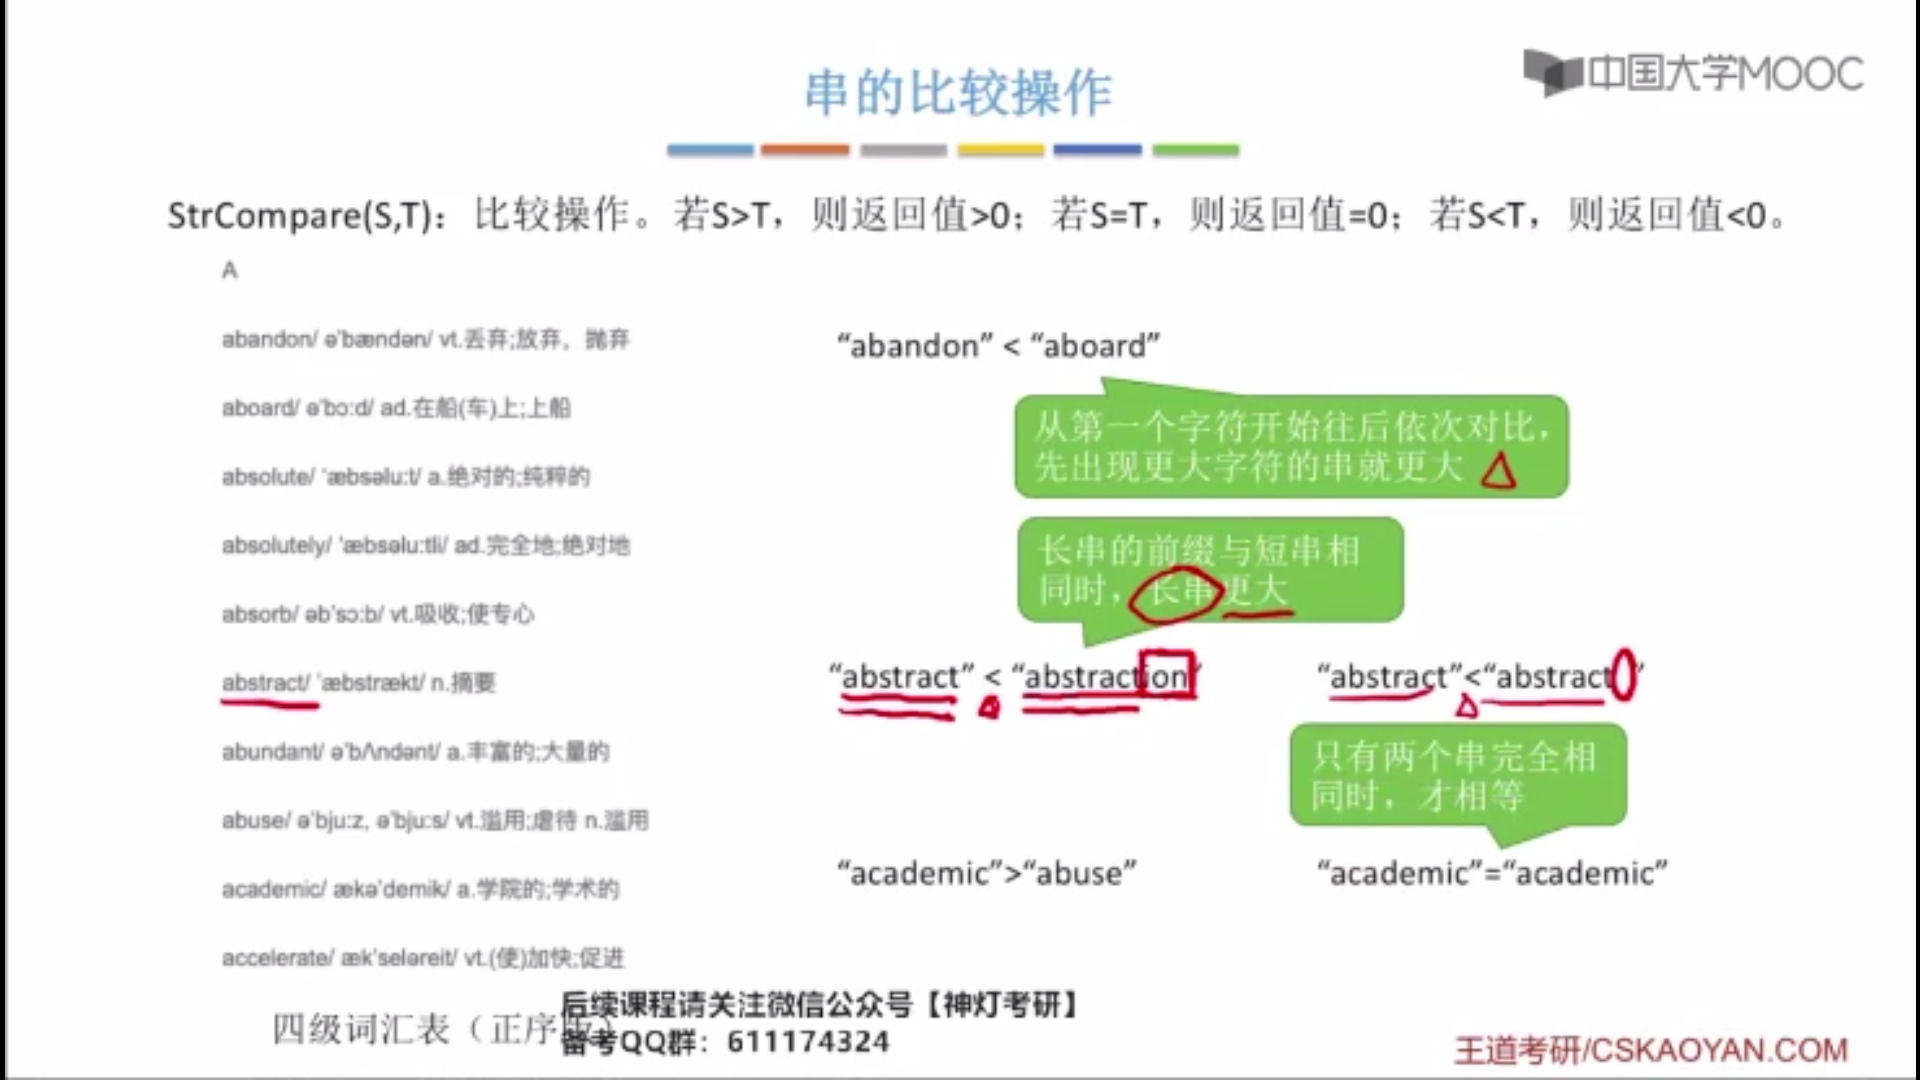 中国大学MOOC
串的比较操作
StrCompare(S,T)：比较操作。若S>T，则返回值>0；若S=T，则返回值=0；若S<T，则返回值<0。
A
abandon/ ə'bændən/ vt.丢弃;放弃，抛弃
aboard/ ə'bɔ:d/ ad.在船(车)上;上船
absolute/ 'æbsəlu:t/ a.绝对的;纯粹的
absolutely/ 'æbsəlu:tli/ ad.完全地;绝对地
absorb/ əb'sɔ:b/ vt.吸收;使专心
abstract/ 'æbstrækt/ n.摘要
abundant/ ə'bΛndənt/ a.丰富的;大量的
abuse/ ə'bju:z, ə'bju:s/ vt.滥用;虐待 n.滥用
academic/ ækə'demik/ a.学院的;学术的
accelerate/ æk'seləreit/ vt.(使)加快;促进
四级词汇表（正序
“abandon” < “aboard”
从第一个字符开始往后依次对比，
先出现更大字符的串就更大
长串的前缀与短串相
同时，长串更大
“abstract” < “abstraction”
“abstract”<“abstract ”
只有两个串完全相
同时，才相等
“academic”>“abuse”
“academic”=“academic”
后续课程请关注微信公众号【神灯考研】
备考QQ群：611174324
王道考研/CSKAOYAN.COM